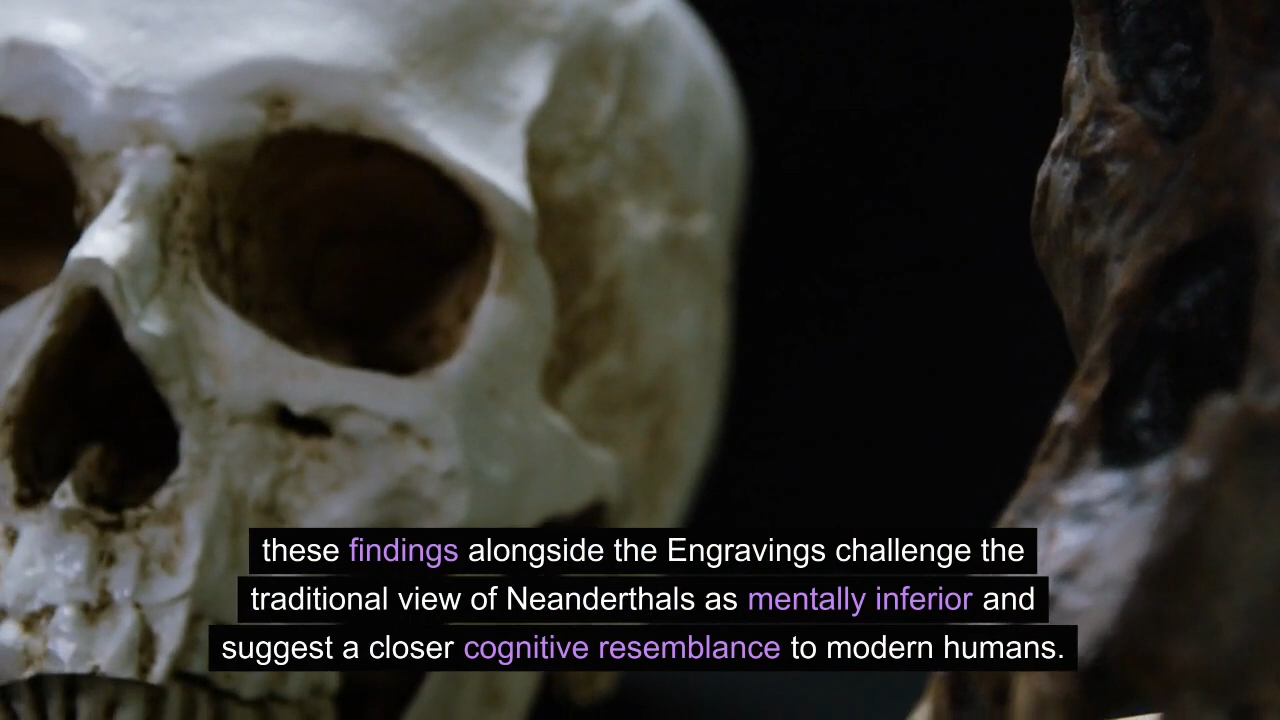 these findings alongside the Engravings challenge the
traditional view of Neanderthals as mentally inferior and
suggest a closer cognitive resemblance to modern humans.